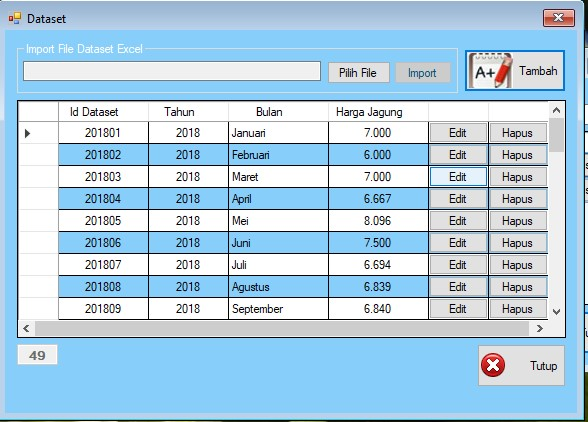 Dataset
Import File Dataset Excel
Pilih File
Import
A+
Tambah
Id Dataset Tahun Bulan Harga Jagung
201801 2018 Januari 7.000 Edit Hapus
201802 2018 Februari 6.000 Edit Hapus
201803 2018 Maret 7.000 Edit Hapus
201804 2018 April 6.667 Edit Hapus
201805 2018 Mei 8.096 Edit Hapus
201806 2018 Juni 7.500 Edit Hapus
201807 2018 Juli 6.694 Edit Hapus
201808 2018 Agustus 6.839 Edit Hapus
201809 2018 September 6.840 Edit Hapus
49
Tutup